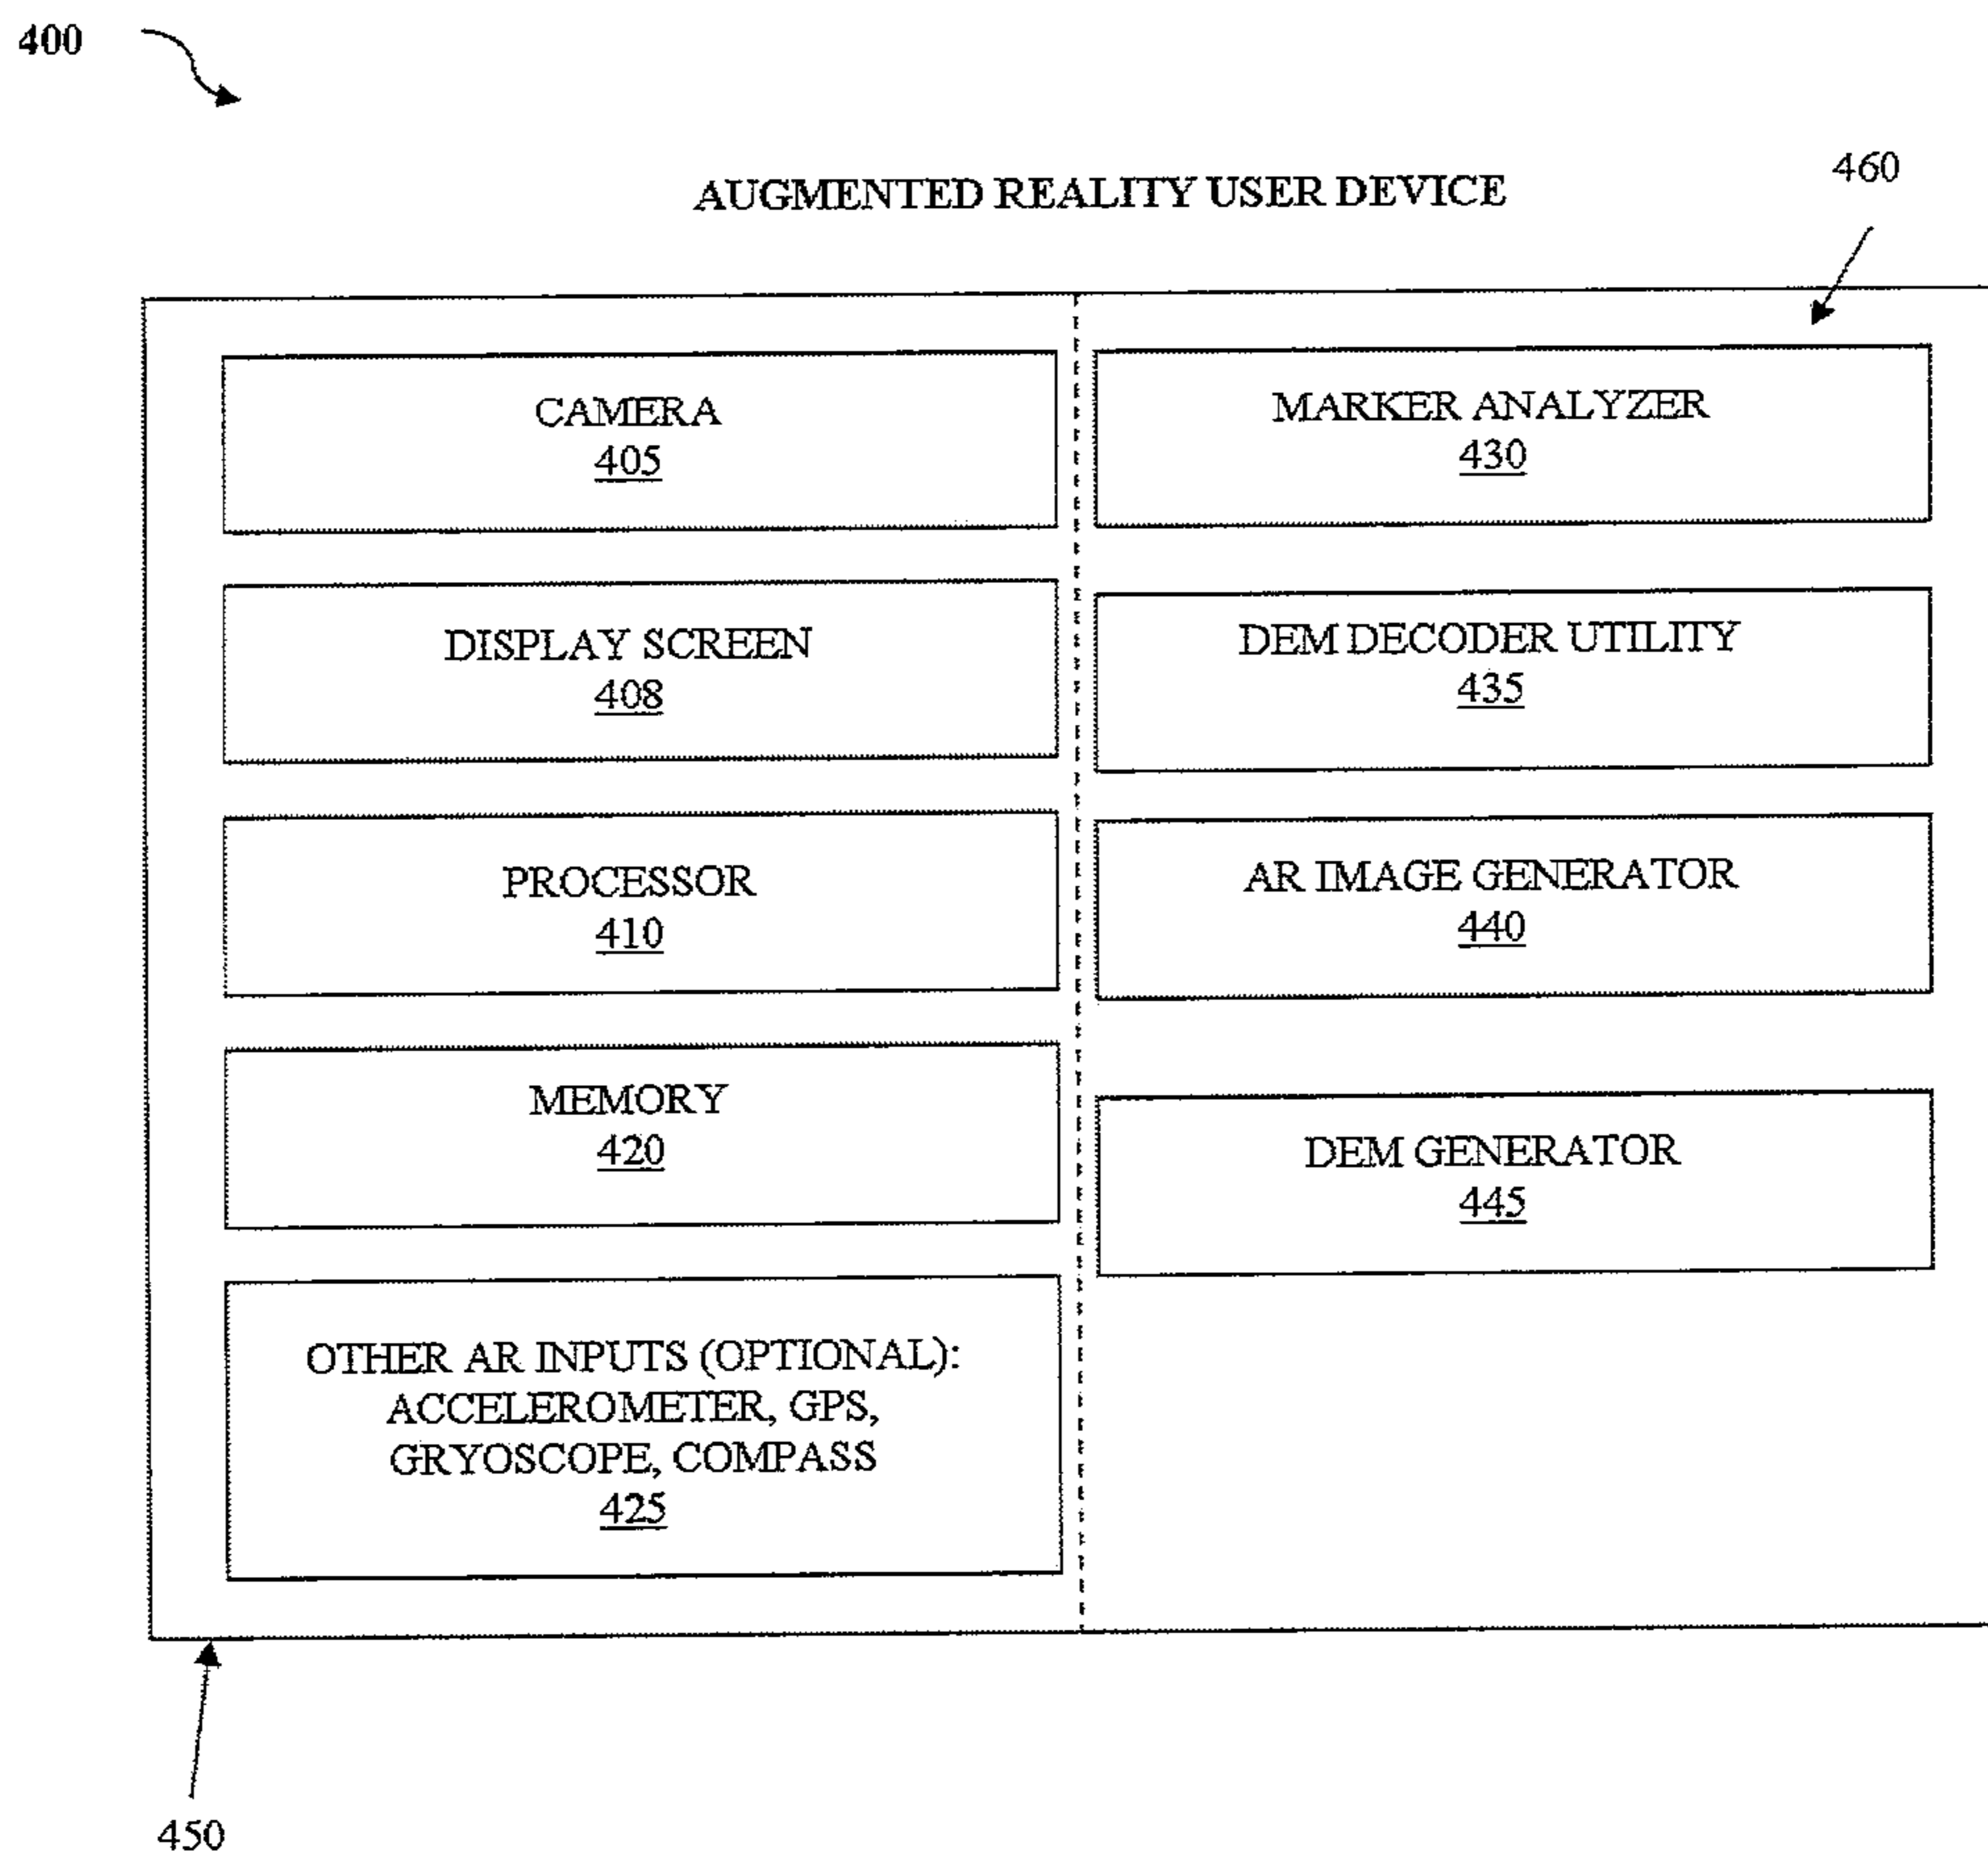 400
AUGMENTED REALITY USER DEVICE
460
CAMERA
405
DISPLAY SCREEN
408
PROCESSOR
410
MEMORY
420
OTHER AR INPUTS (OPTIONAL):
ACCELEROMETER, GPS,
GRYOSCOPE, COMPASS
425
MARKER ANALYZER
430
DEM DECODER UTILITY
435
AR IMAGE GENERATOR
440
DEM GENERATOR
445
450